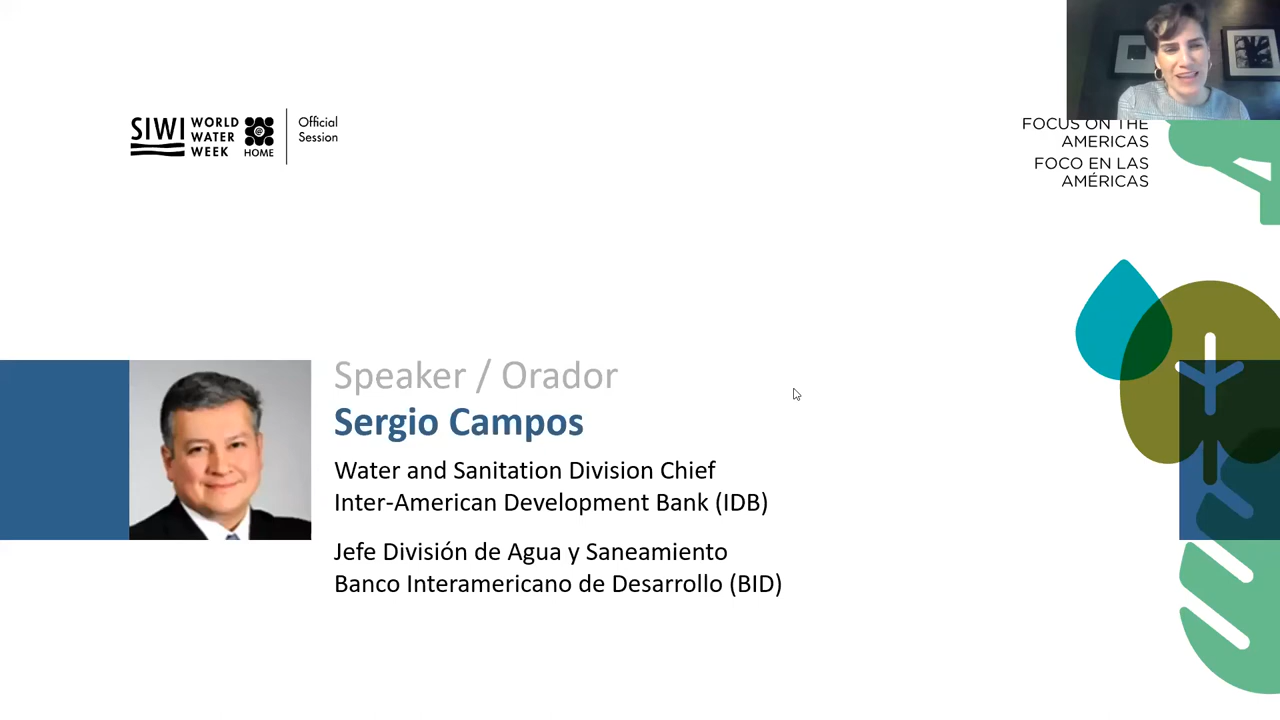 SIWI
WORLD
WATER
WEEK
@
HOME
Official
Session
FOCUS ON THE
AMERICAS
FOCO EN LAS
AMÉRICAS
Speaker / Orador
Sergio Campos
Water and Sanitation Division Chief
Inter-American Development Bank (IDB)
Jefe División de Agua y Saneamiento
Banco Interamericano de Desarrollo (BID)